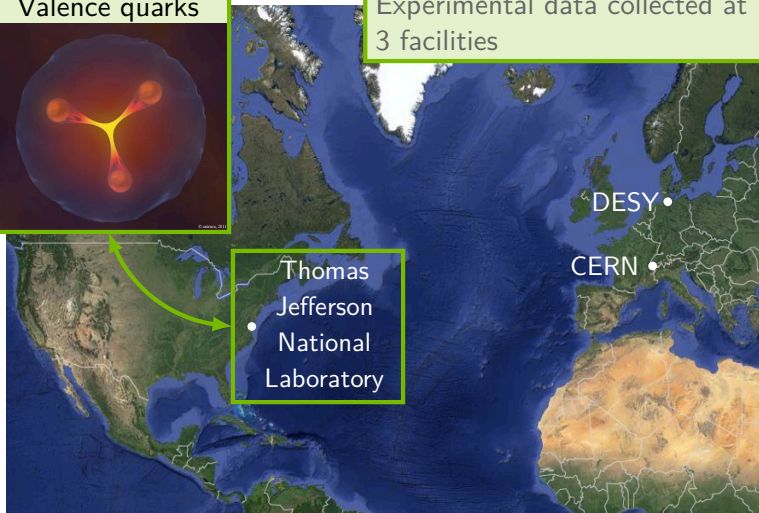 Valence quarks
Experimental data collected at
3 facilities
DESY
CERN
Thomas
Jefferson
National
Laboratory